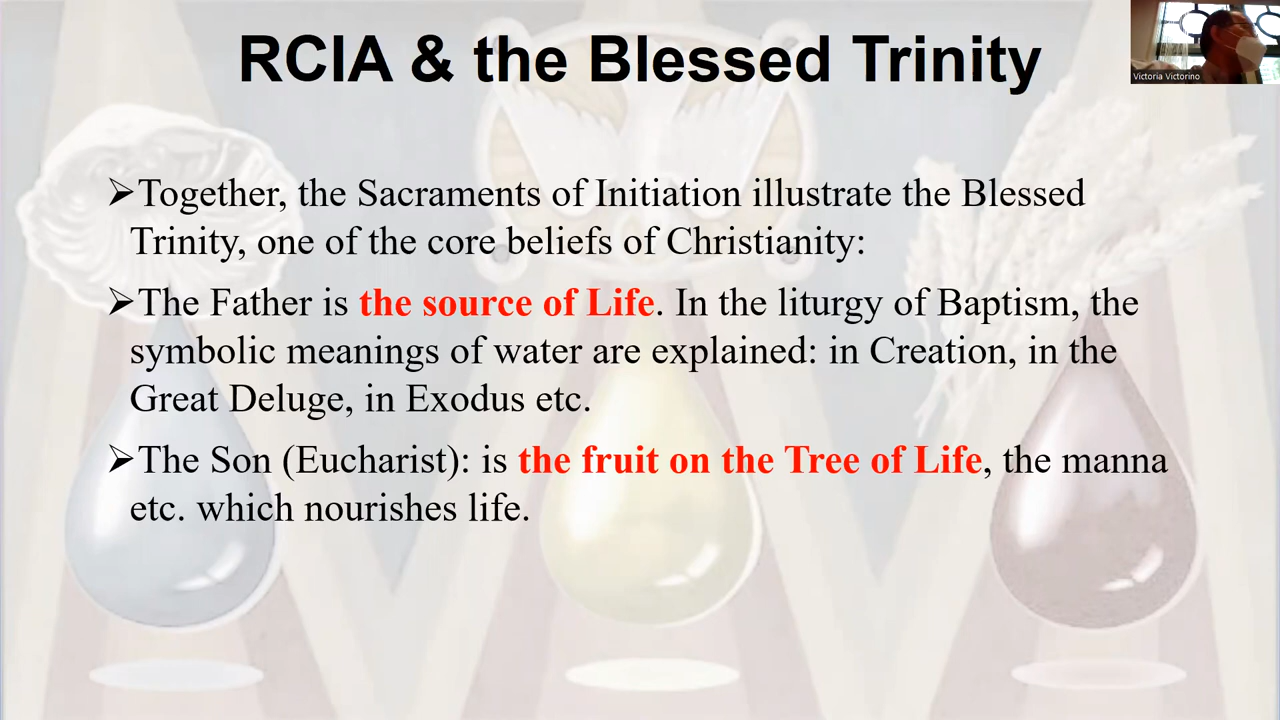 RCIA & the Blessed Trinity
Victoria Victorino
➢Together, the Sacraments of Initiation illustrate the Blessed
Trinity, one of the core beliefs of Christianity:
➢The Father is the source of Life. In the liturgy of Baptism, the
symbolic meanings of water are explained: in Creation, in the
Great Deluge, in Exodus etc.
➢The Son (Eucharist): is the fruit on the Tree of Life, the manna
etc. which nourishes life.